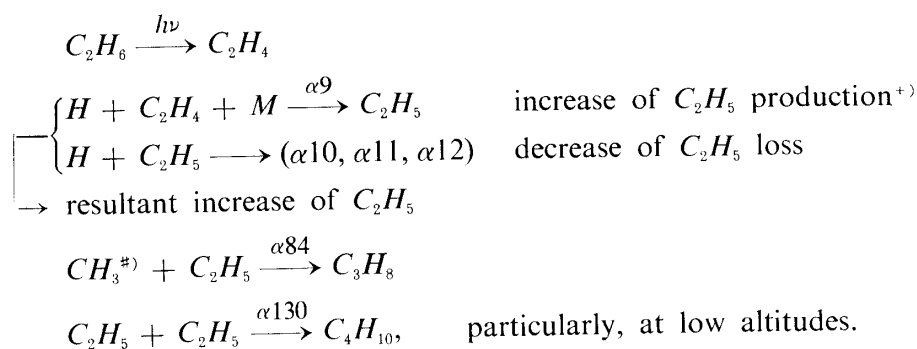 C₂H₆ —hν→ C₂H₄
H + C₂H₄ + M —α9→ C₂H₅ increase of C₂H₅ production⁺⁾
H + C₂H₅ ⟶ (α10, α11, α12) decrease of C₂H₅ loss
→ resultant increase of C₂H₅
CH₃♯⁾ + C₂H₅ —α84→ C₃H₈
C₂H₅ + C₂H₅ —α130→ C₄H₁₀, particularly, at low altitudes.